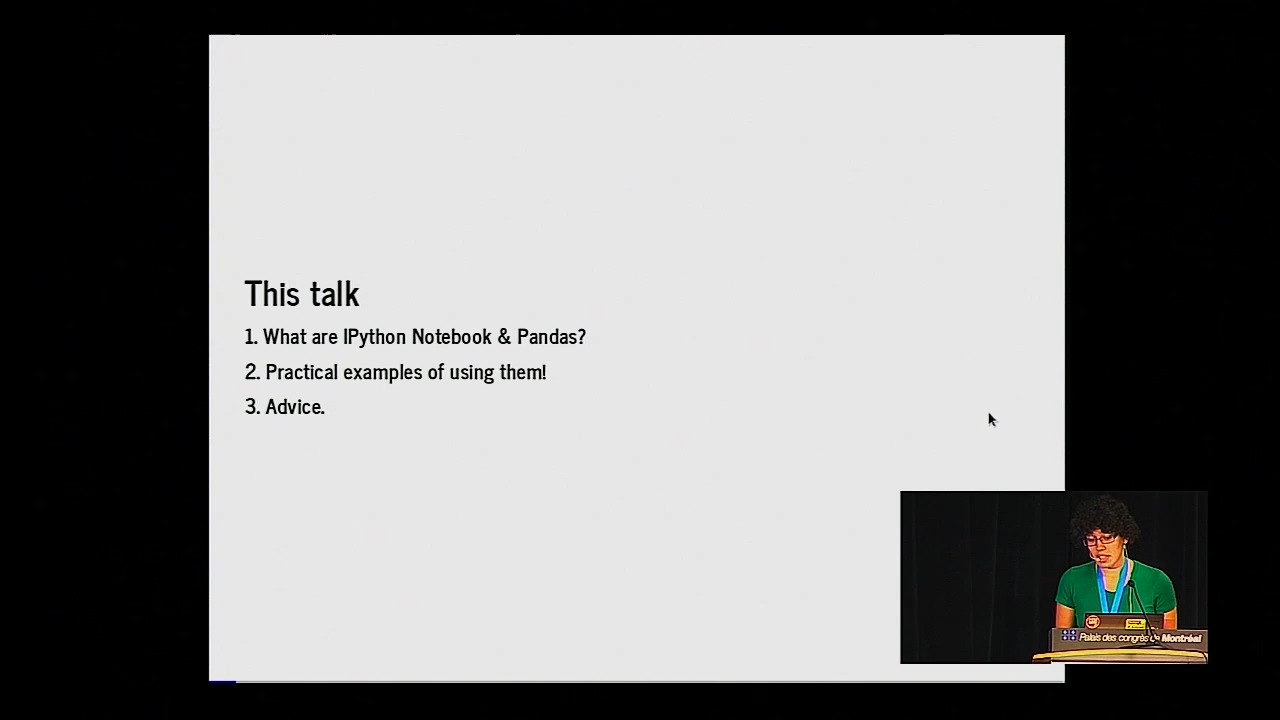 This talk
1. What are IPython Notebook & Pandas?
2. Practical examples of using them!
3. Advice.
Palais des congrès de Montréal